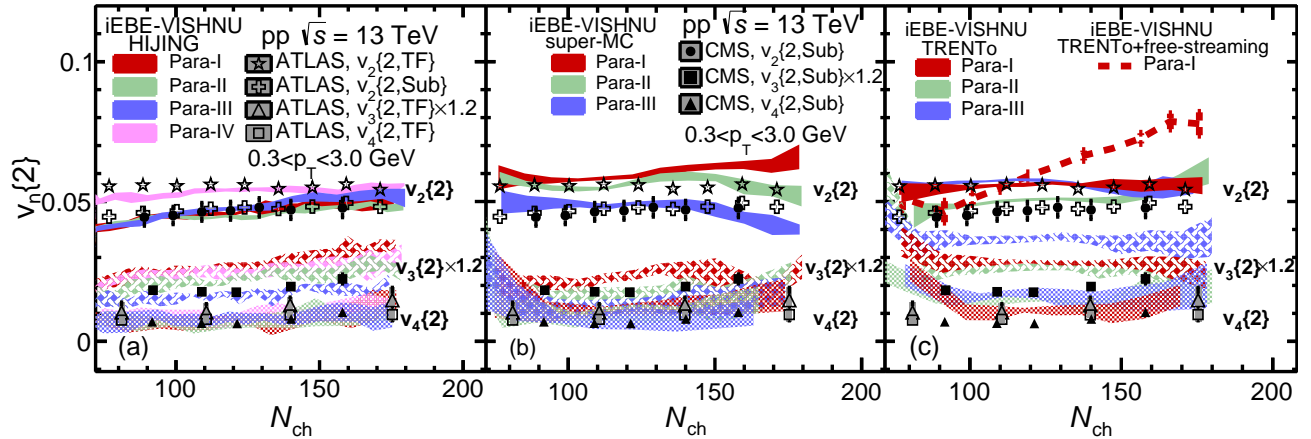 iEBE-VISHNU
HIJING
Para-I
Para-II
Para-III
Para-IV
pp √s = 13 TeV
ATLAS, v₂{2,TF}
ATLAS, v₂{2,Sub}
ATLAS, v₃{2,TF}×1.2
ATLAS, v₄{2,TF}
0.3<p_T<3.0 GeV
v₂{2}
v₃{2}×1.2
v₄{2}
(a)
iEBE-VISHNU
super-MC
Para-I
Para-II
Para-III
pp √s = 13 TeV
CMS, v₂{2,Sub}
CMS, v₃{2,Sub}×1.2
CMS, v₄{2,Sub}
0.3<p_T<3.0 GeV
v₂{2}
v₃{2}×1.2
v₄{2}
(b)
iEBE-VISHNU
TRENTo
Para-I
Para-II
Para-III
iEBE-VISHNU
TRENTo+free-streaming
Para-I
v₂{2}
v₃{2}×1.2
v₄{2}
(c)
vₙ{2}
0.1
0.05
0
100 150 200
100 150 200
100 150 200
N_ch
N_ch
N_ch